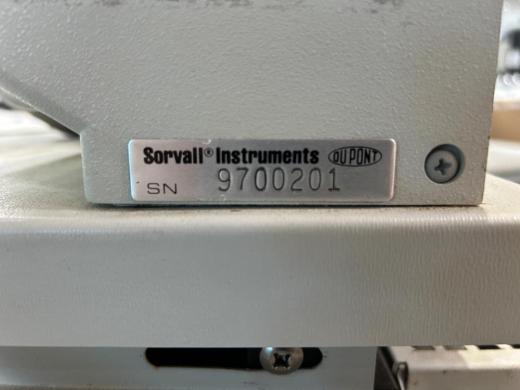 Sorvall® Instruments DU PONT
SN 9700201